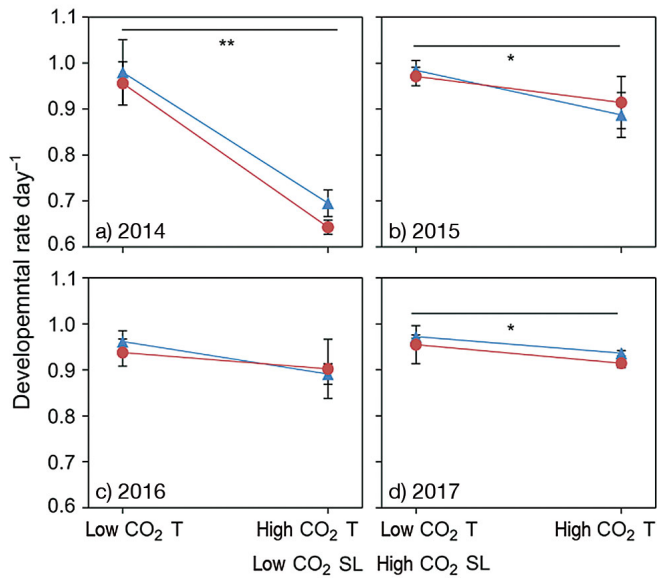 Developemntal rate day⁻¹
1.1
1.0
0.9
0.8
0.7
0.6
**
a) 2014
*
b) 2015
1.1
1.0
0.9
0.8
0.7
0.6
c) 2016
*
d) 2017
Low CO₂ T High CO₂ T Low CO₂ T High CO₂ T
Low CO₂ SL High CO₂ SL